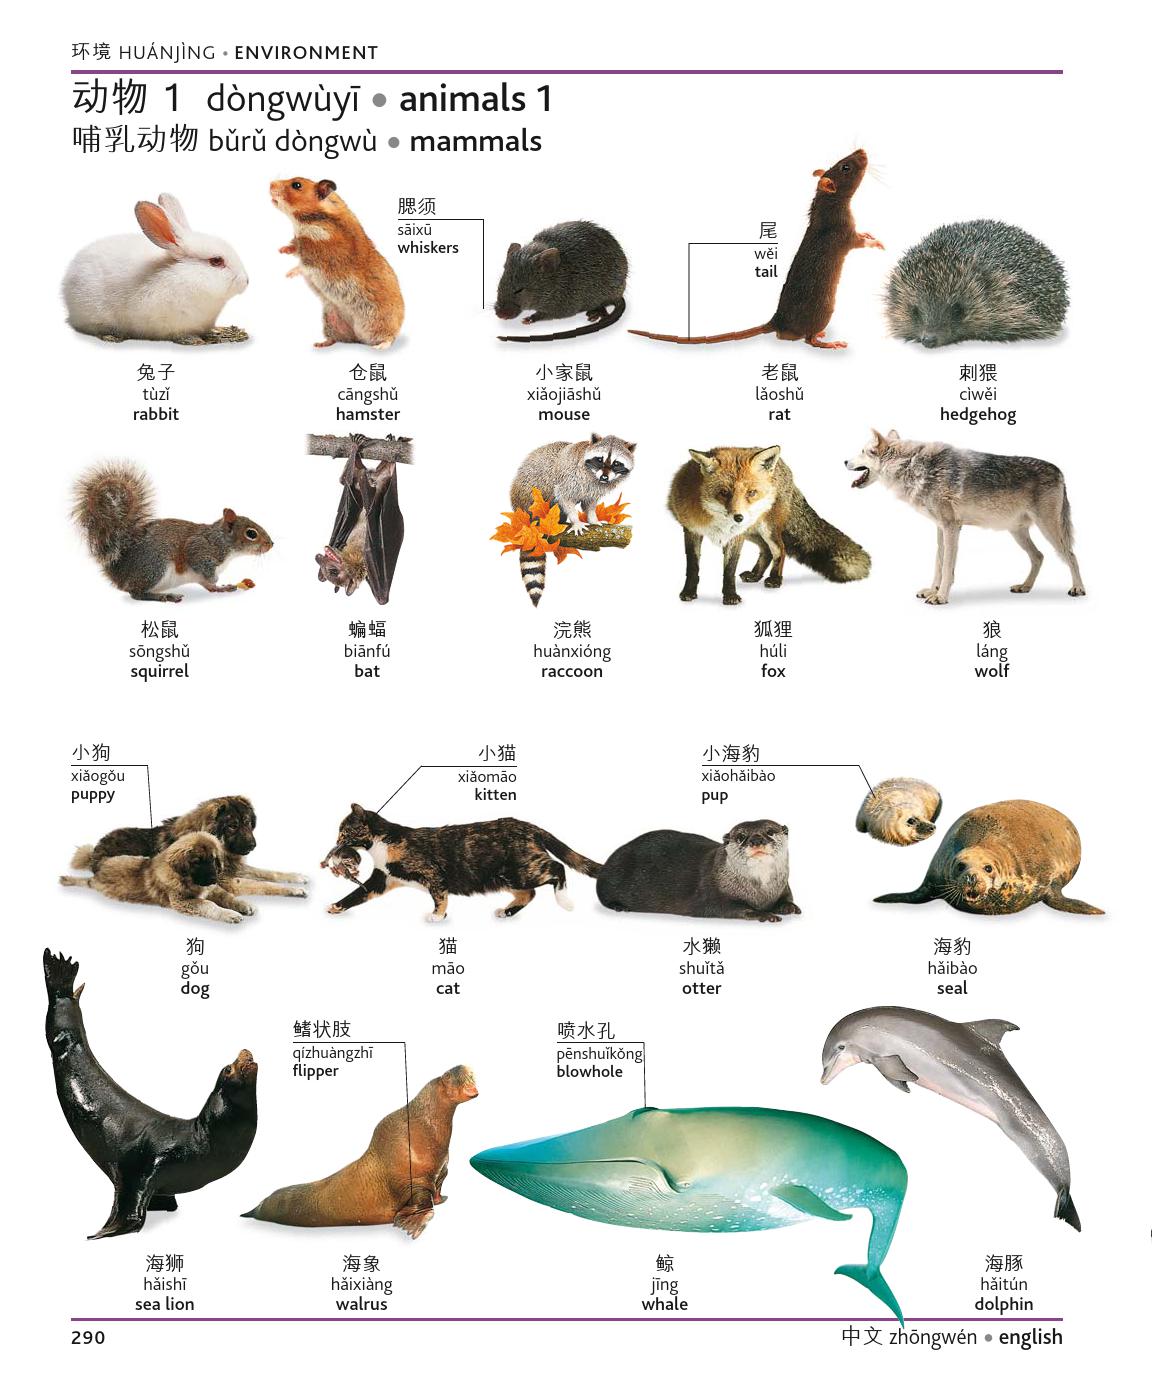 环境 HUÁNJÌNG • ENVIRONMENT
动物 1 dòngwùyī • animals 1
哺乳动物 bǔrǔ dòngwù • mammals
腮须
sāixū
whiskers
尾
wěi
tail
兔子
tùzǐ
rabbit
仓鼠
cāngshǔ
hamster
小家鼠
xiǎojiāshǔ
mouse
老鼠
lǎoshǔ
rat
刺猬
cìwěi
hedgehog
松鼠
sōngshǔ
squirrel
蝙蝠
biānfú
bat
浣熊
huànxióng
raccoon
狐狸
húli
fox
狼
láng
wolf
小狗
xiǎogǒu
puppy
小猫
xiǎomāo
kitten
小海豹
xiǎohǎibào
pup
狗
gǒu
dog
猫
māo
cat
水獭
shuǐtǎ
otter
海豹
hǎibào
seal
鳍状肢
qízhuàngzhī
flipper
喷水孔
pēnshuǐkǒng
blowhole
海狮
hǎishī
sea lion
海象
hǎixiàng
walrus
鲸
jīng
whale
海豚
hǎitún
dolphin
290
中文 zhōngwén • english